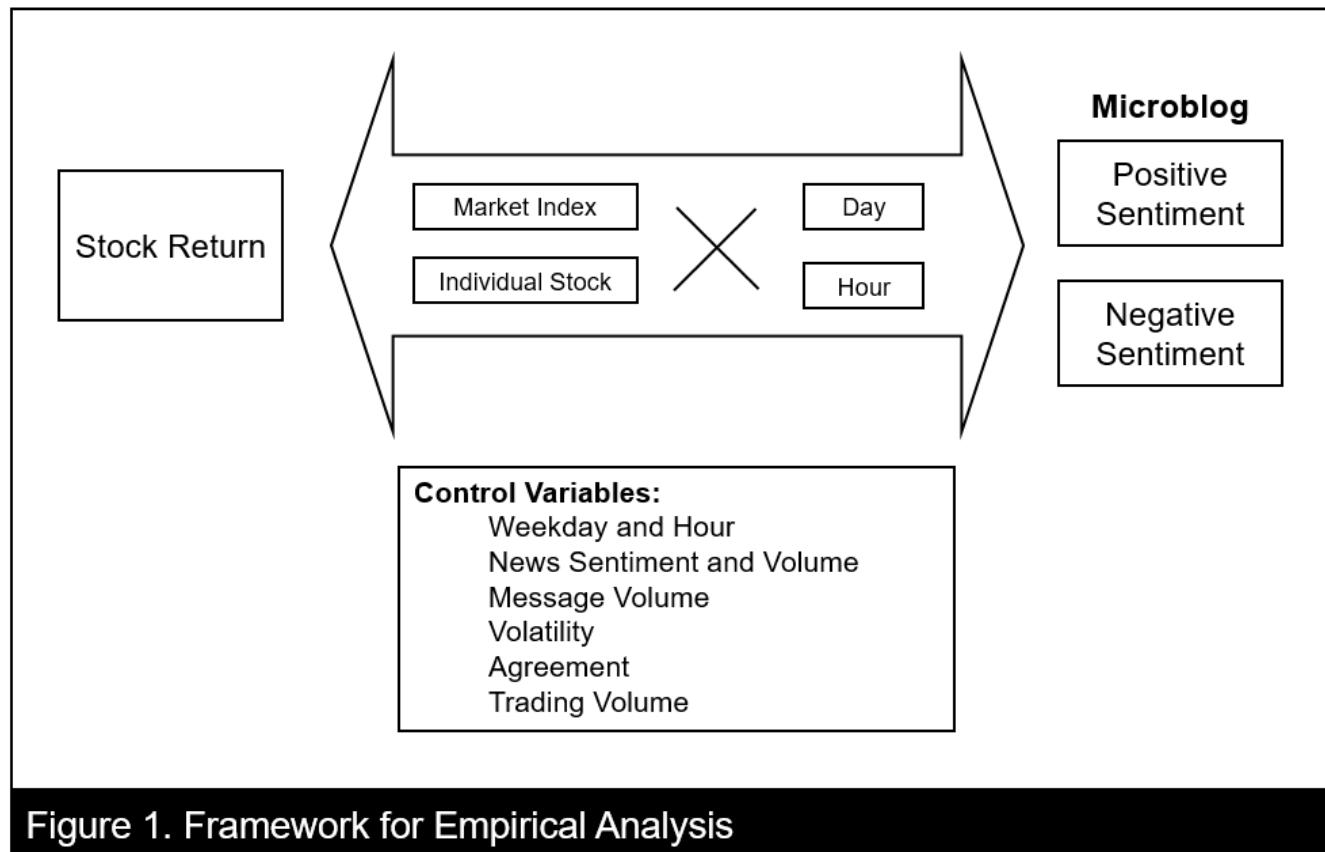 Stock Return
Market Index
Individual Stock
Day
Hour
Microblog
Positive
Sentiment
Negative
Sentiment
Control Variables:
Weekday and Hour
News Sentiment and Volume
Message Volume
Volatility
Agreement
Trading Volume
Figure 1. Framework for Empirical Analysis